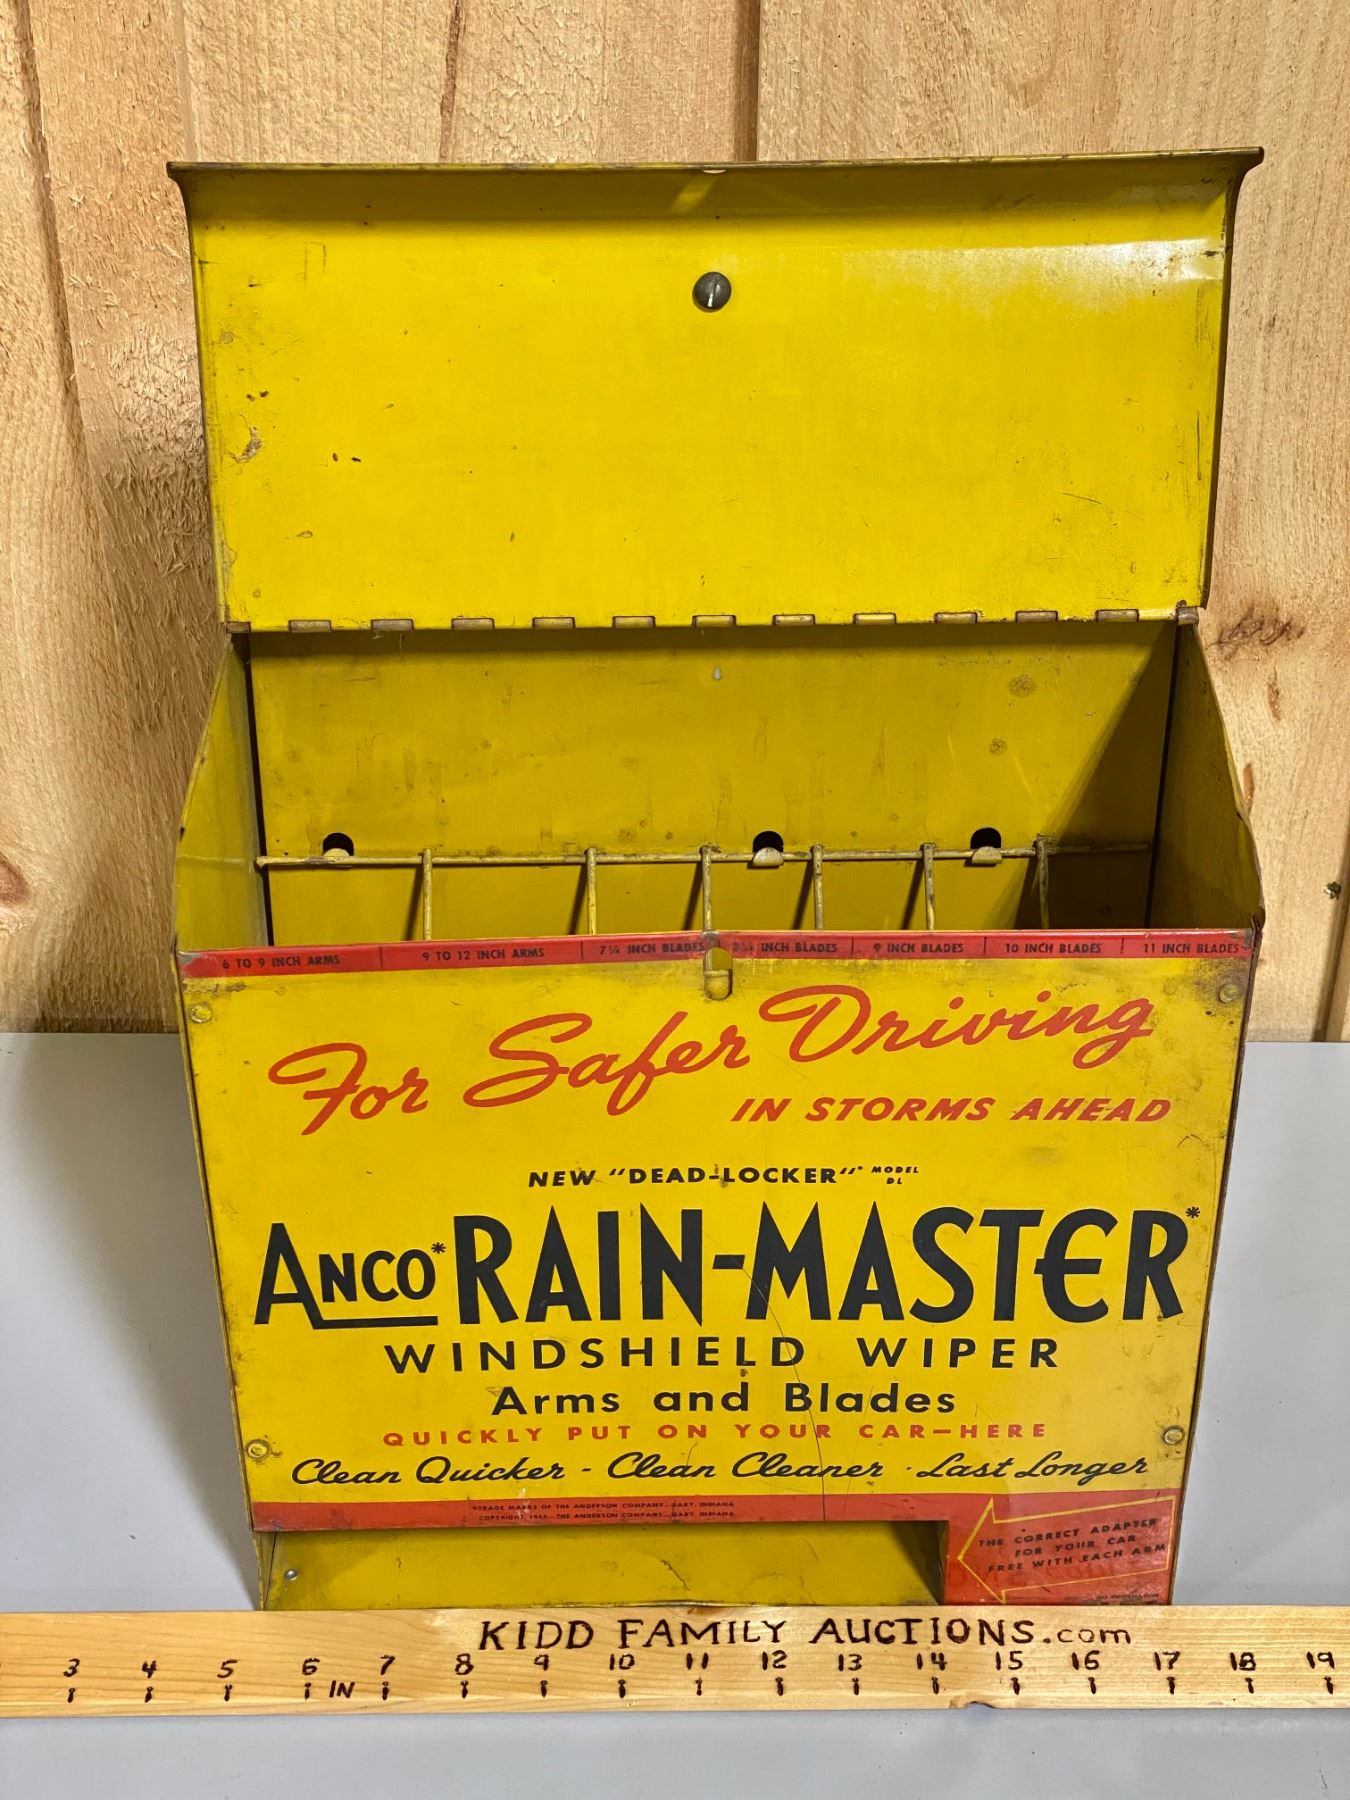 6 TO 9 INCH ARMS 9 TO 12 INCH ARMS 7¼ INCH BLADES INCH BLADES 9 INCH BLADES 10 INCH BLADES 11 INCH BLADES
For Safer Driving
IN STORMS AHEAD
NEW "DEAD-LOCKER"* MODEL DL
ANCO* RAIN-MASTER*
WINDSHIELD WIPER
Arms and Blades
QUICKLY PUT ON YOUR CAR—HERE
Clean Quicker - Clean Cleaner - Last Longer
*TRADE MARKS OF THE ANDERSON COMPANY—GARY, INDIANA
COPYRIGHT —THE ANDERSON COMPANY—GARY, INDIANA
THE CORRECT ADAPTER
FOR YOUR CAR
FREE WITH EACH ARM
KIDD FAMILY AUCTIONS.com
3 4 5 6 IN 7 8 9 10 11 12 13 14 15 16 17 18 19